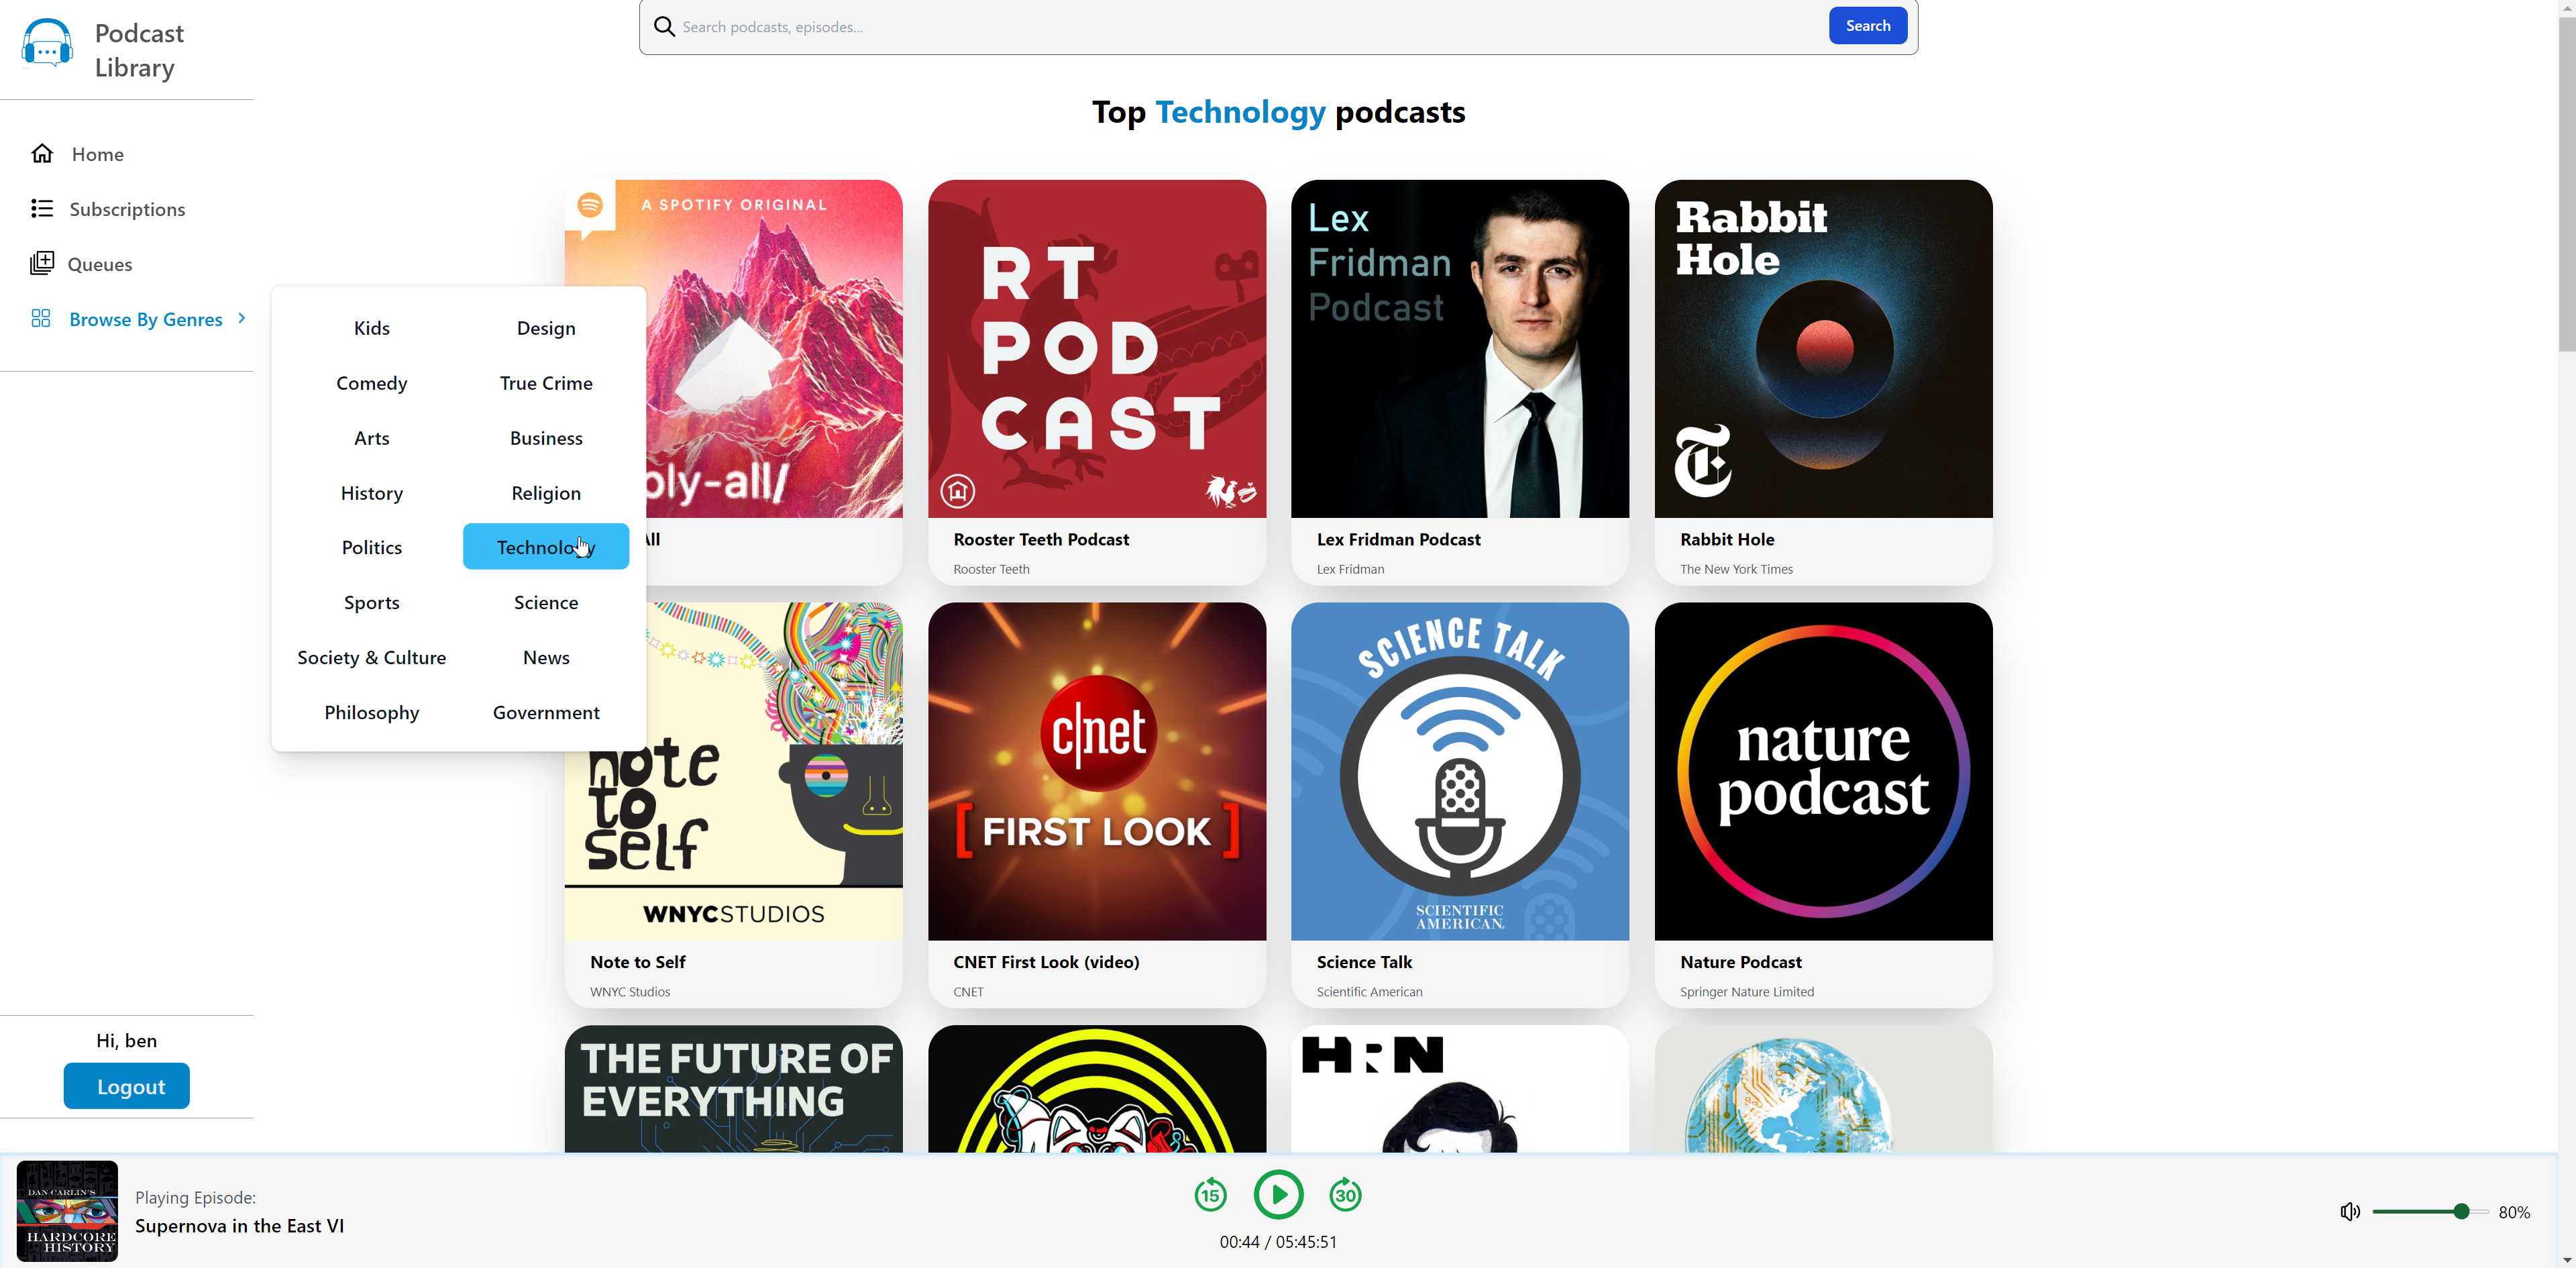 Podcast
Library
Search podcasts, episodes...
Search
Home
Subscriptions
Queues
Browse By Genres
Kids
Design
Comedy
True Crime
Arts
Business
History
Religion
Politics
Technology
Sports
Science
Society & Culture
News
Philosophy
Government
Hi, ben
Logout
Top Technology podcasts
A SPOTIFY ORIGINAL
ply-all/
All
RT
POD
CAST
Rooster Teeth Podcast
Rooster Teeth
Lex
Fridman
Podcast
Lex Fridman Podcast
Lex Fridman
Rabbit
Hole
T
Rabbit Hole
The New York Times
note
to
self
WNYCSTUDIOS
Note to Self
WNYC Studios
c|net
[ FIRST LOOK ]
CNET First Look (video)
CNET
SCIENCE TALK
SCIENTIFIC
AMERICAN
Science Talk
Scientific American
nature
podcast
Nature Podcast
Springer Nature Limited
THE FUTURE OF
EVERYTHING
HRN
DAN CARLIN'S
HARDCORE
HISTORY
Playing Episode:
Supernova in the East VI
15
30
00:44 / 05:45:51
80%